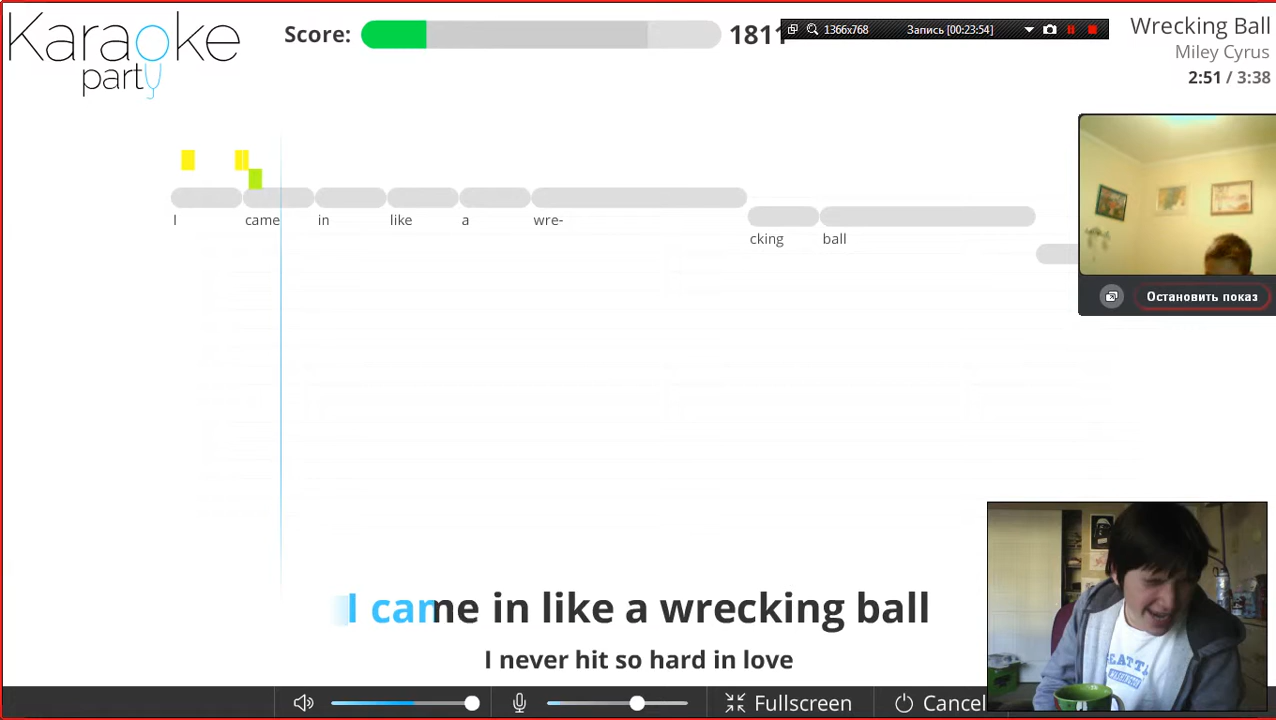 Karaoke
party
Score:
1811
1366x768
Запись [00:23:54]
Wrecking Ball
Miley Cyrus
2:51 / 3:38
I came in like a wre-
cking ball
Остановить показ
I came in like a wrecking ball
I never hit so hard in love
Fullscreen
Cancel